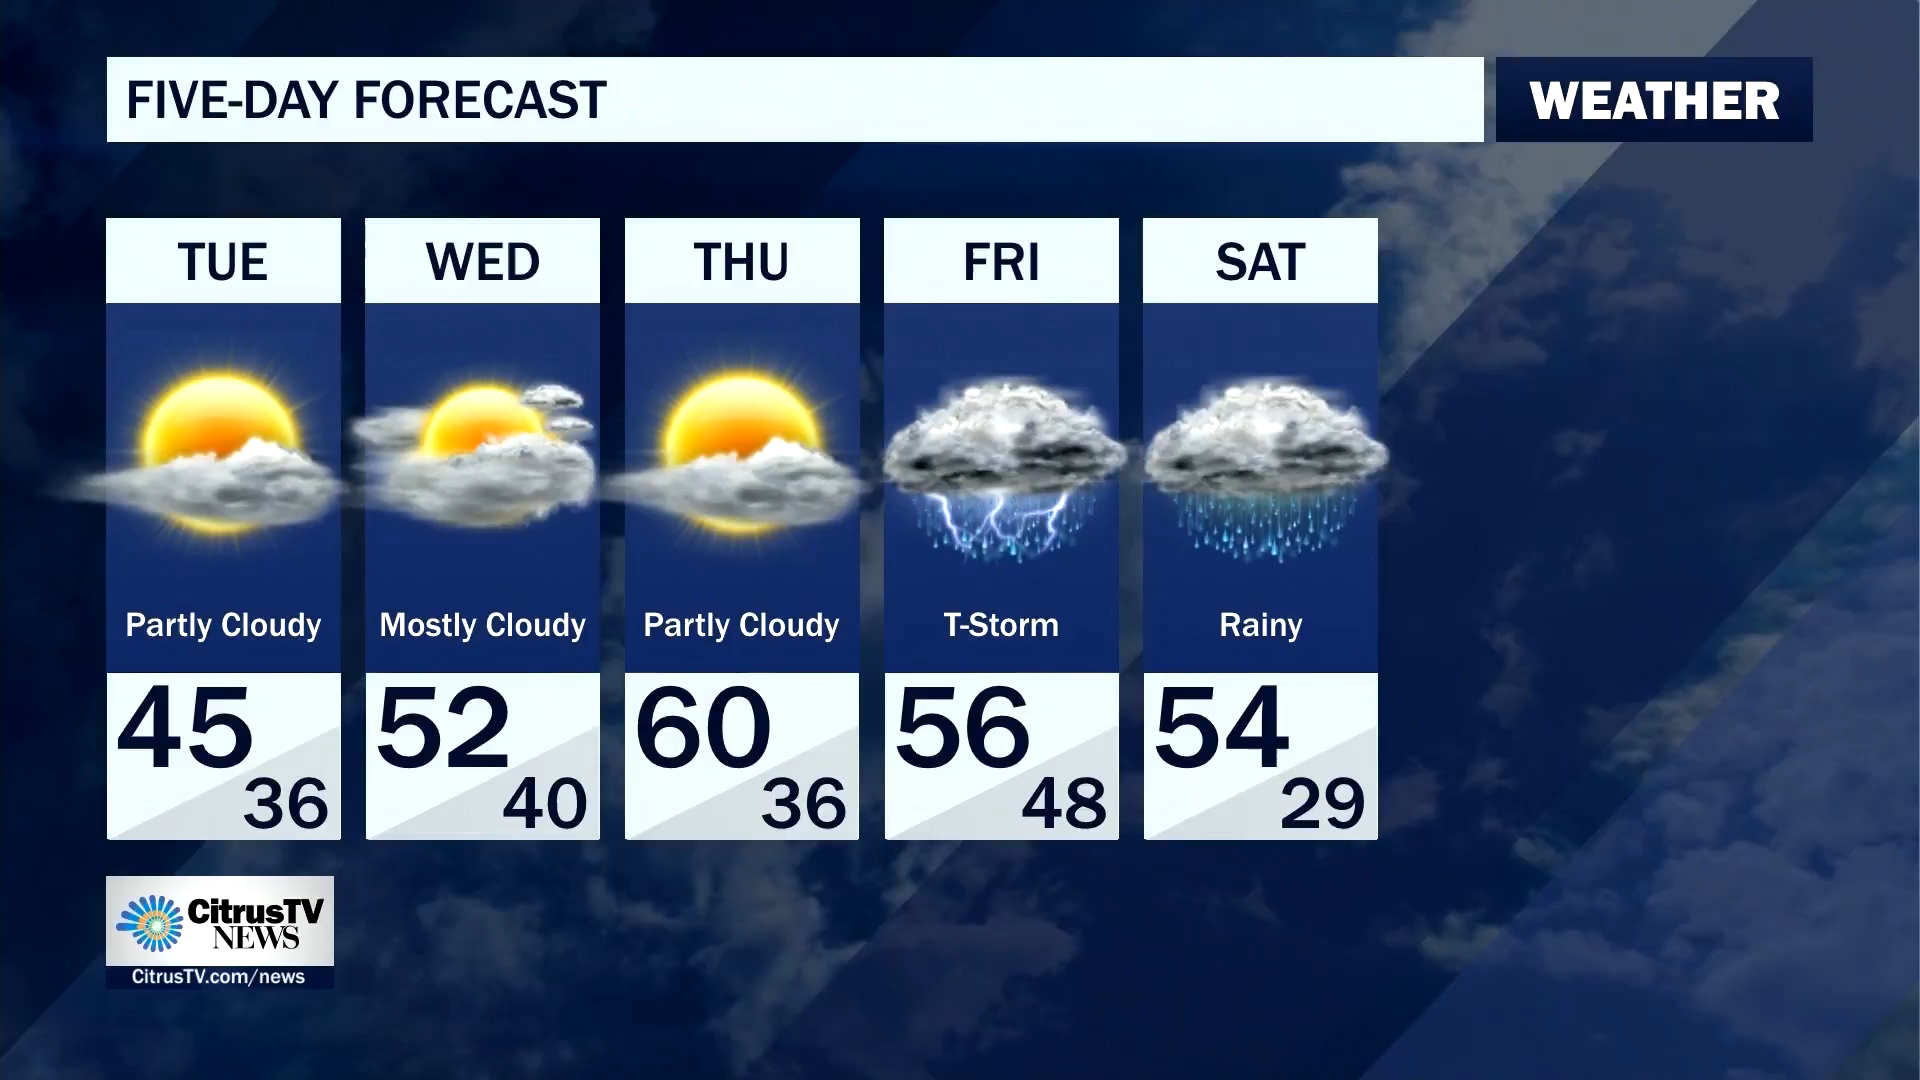 FIVE-DAY FORECAST
WEATHER
TUE
WED
THU
FRI
SAT
Partly Cloudy
Mostly Cloudy
Partly Cloudy
T-Storm
Rainy
45
52
60
56
54
36
40
36
48
29
CitrusTV
NEWS
CitrusTV.com/news